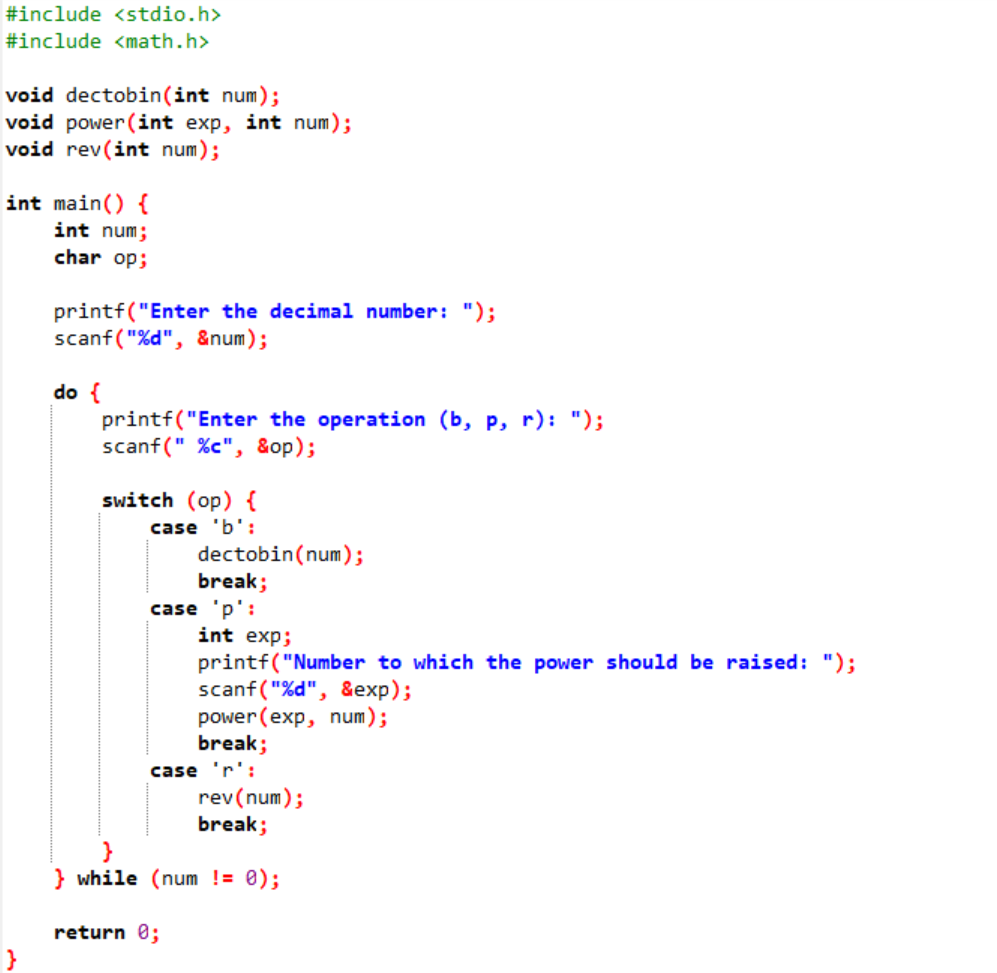 #include <stdio.h>
#include <math.h>
void dectobin(int num);
void power(int exp, int num);
void rev(int num);
int main() {
    int num;
    char op;
    printf("Enter the decimal number: ");
    scanf("%d", &num);
    do {
        printf("Enter the operation (b, p, r): ");
        scanf(" %c", &op);
        switch (op) {
            case 'b':
                dectobin(num);
                break;
            case 'p':
                int exp;
                printf("Number to which the power should be raised: ");
                scanf("%d", &exp);
                power(exp, num);
                break;
            case 'r':
                rev(num);
                break;
        }
    } while (num != 0);
    return 0;
}